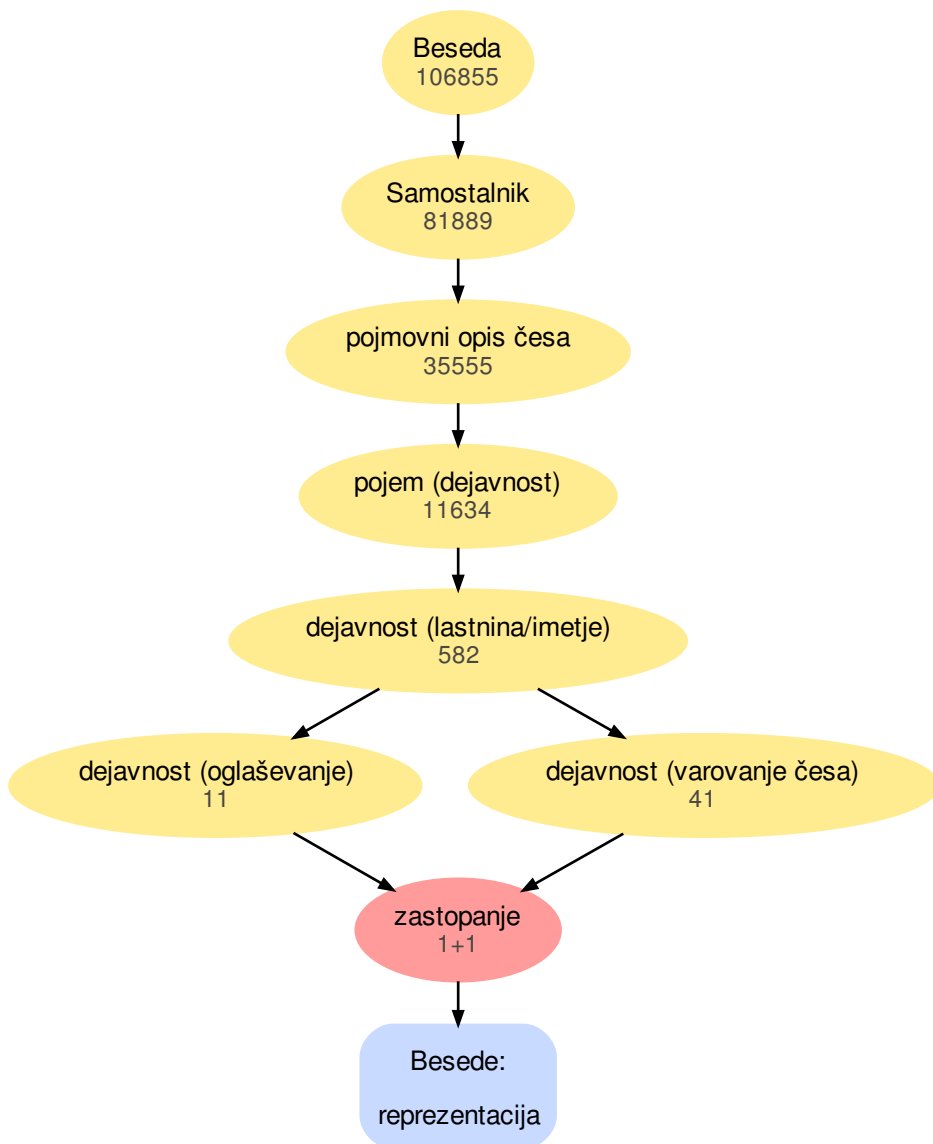 Beseda
106855
Samostalnik
81889
pojmovni opis česa
35555
pojem (dejavnost)
11634
dejavnost (lastnina/imetje)
582
dejavnost (oglaševanje)
11
dejavnost (varovanje česa)
41
zastopanje
1+1
Besede:
reprezentacija